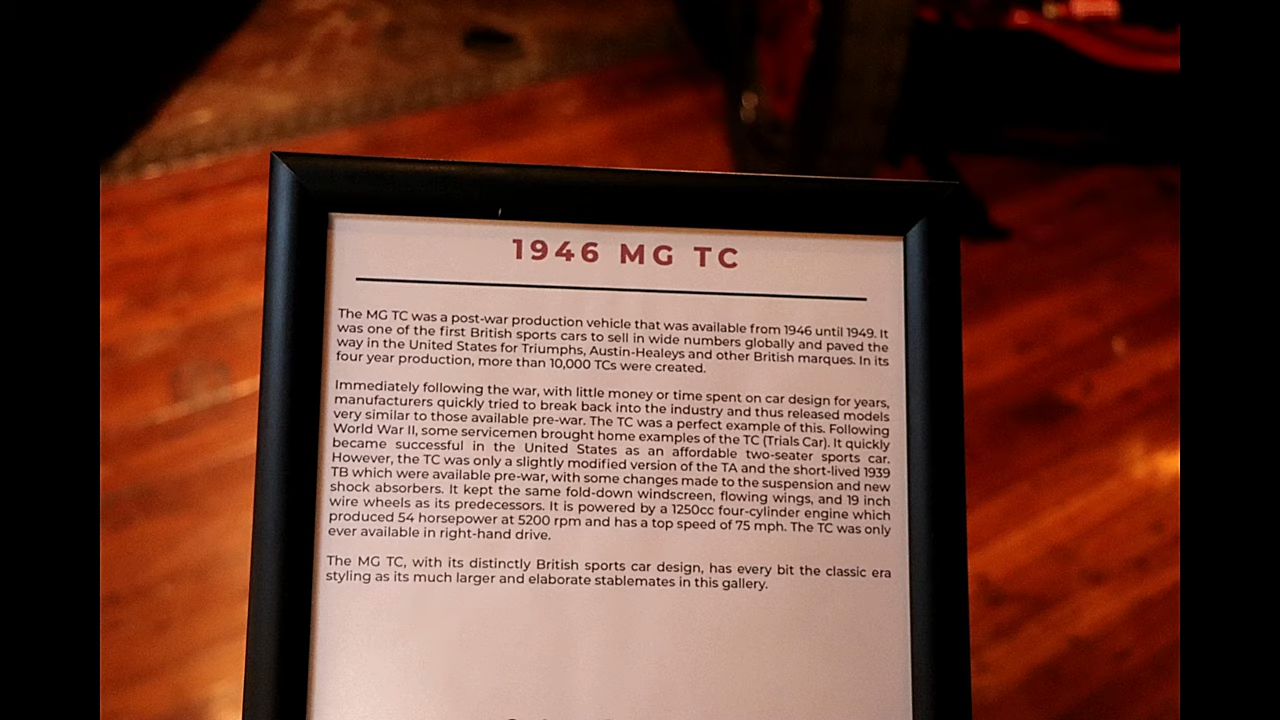 1946 MG TC
The MG TC was a post-war production vehicle that was available from 1946 until 1949. It
was one of the first British sports cars to sell in wide numbers globally and paved the
way in the United States for Triumphs, Austin-Healeys and other British marques. In its
four year production, more than 10,000 TCs were created.
Immediately following the war, with little money or time spent on car design for years,
manufacturers quickly tried to break back into the industry and thus released models
very similar to those available pre-war. The TC was a perfect example of this. Following
World War II, some servicemen brought home examples of the TC (Trials Car). It quickly
became successful in the United States as an affordable two-seater sports car.
However, the TC was only a slightly modified version of the TA and the short-lived 1939
TB which were available pre-war, with some changes made to the suspension and new
shock absorbers. It kept the same fold-down windscreen, flowing wings, and 19 inch
wire wheels as its predecessors. It is powered by a 1250cc four-cylinder engine which
produced 54 horsepower at 5200 rpm and has a top speed of 75 mph. The TC was only
ever available in right-hand drive.
The MG TC, with its distinctly British sports car design, has every bit the classic era
styling as its much larger and elaborate stablemates in this gallery.